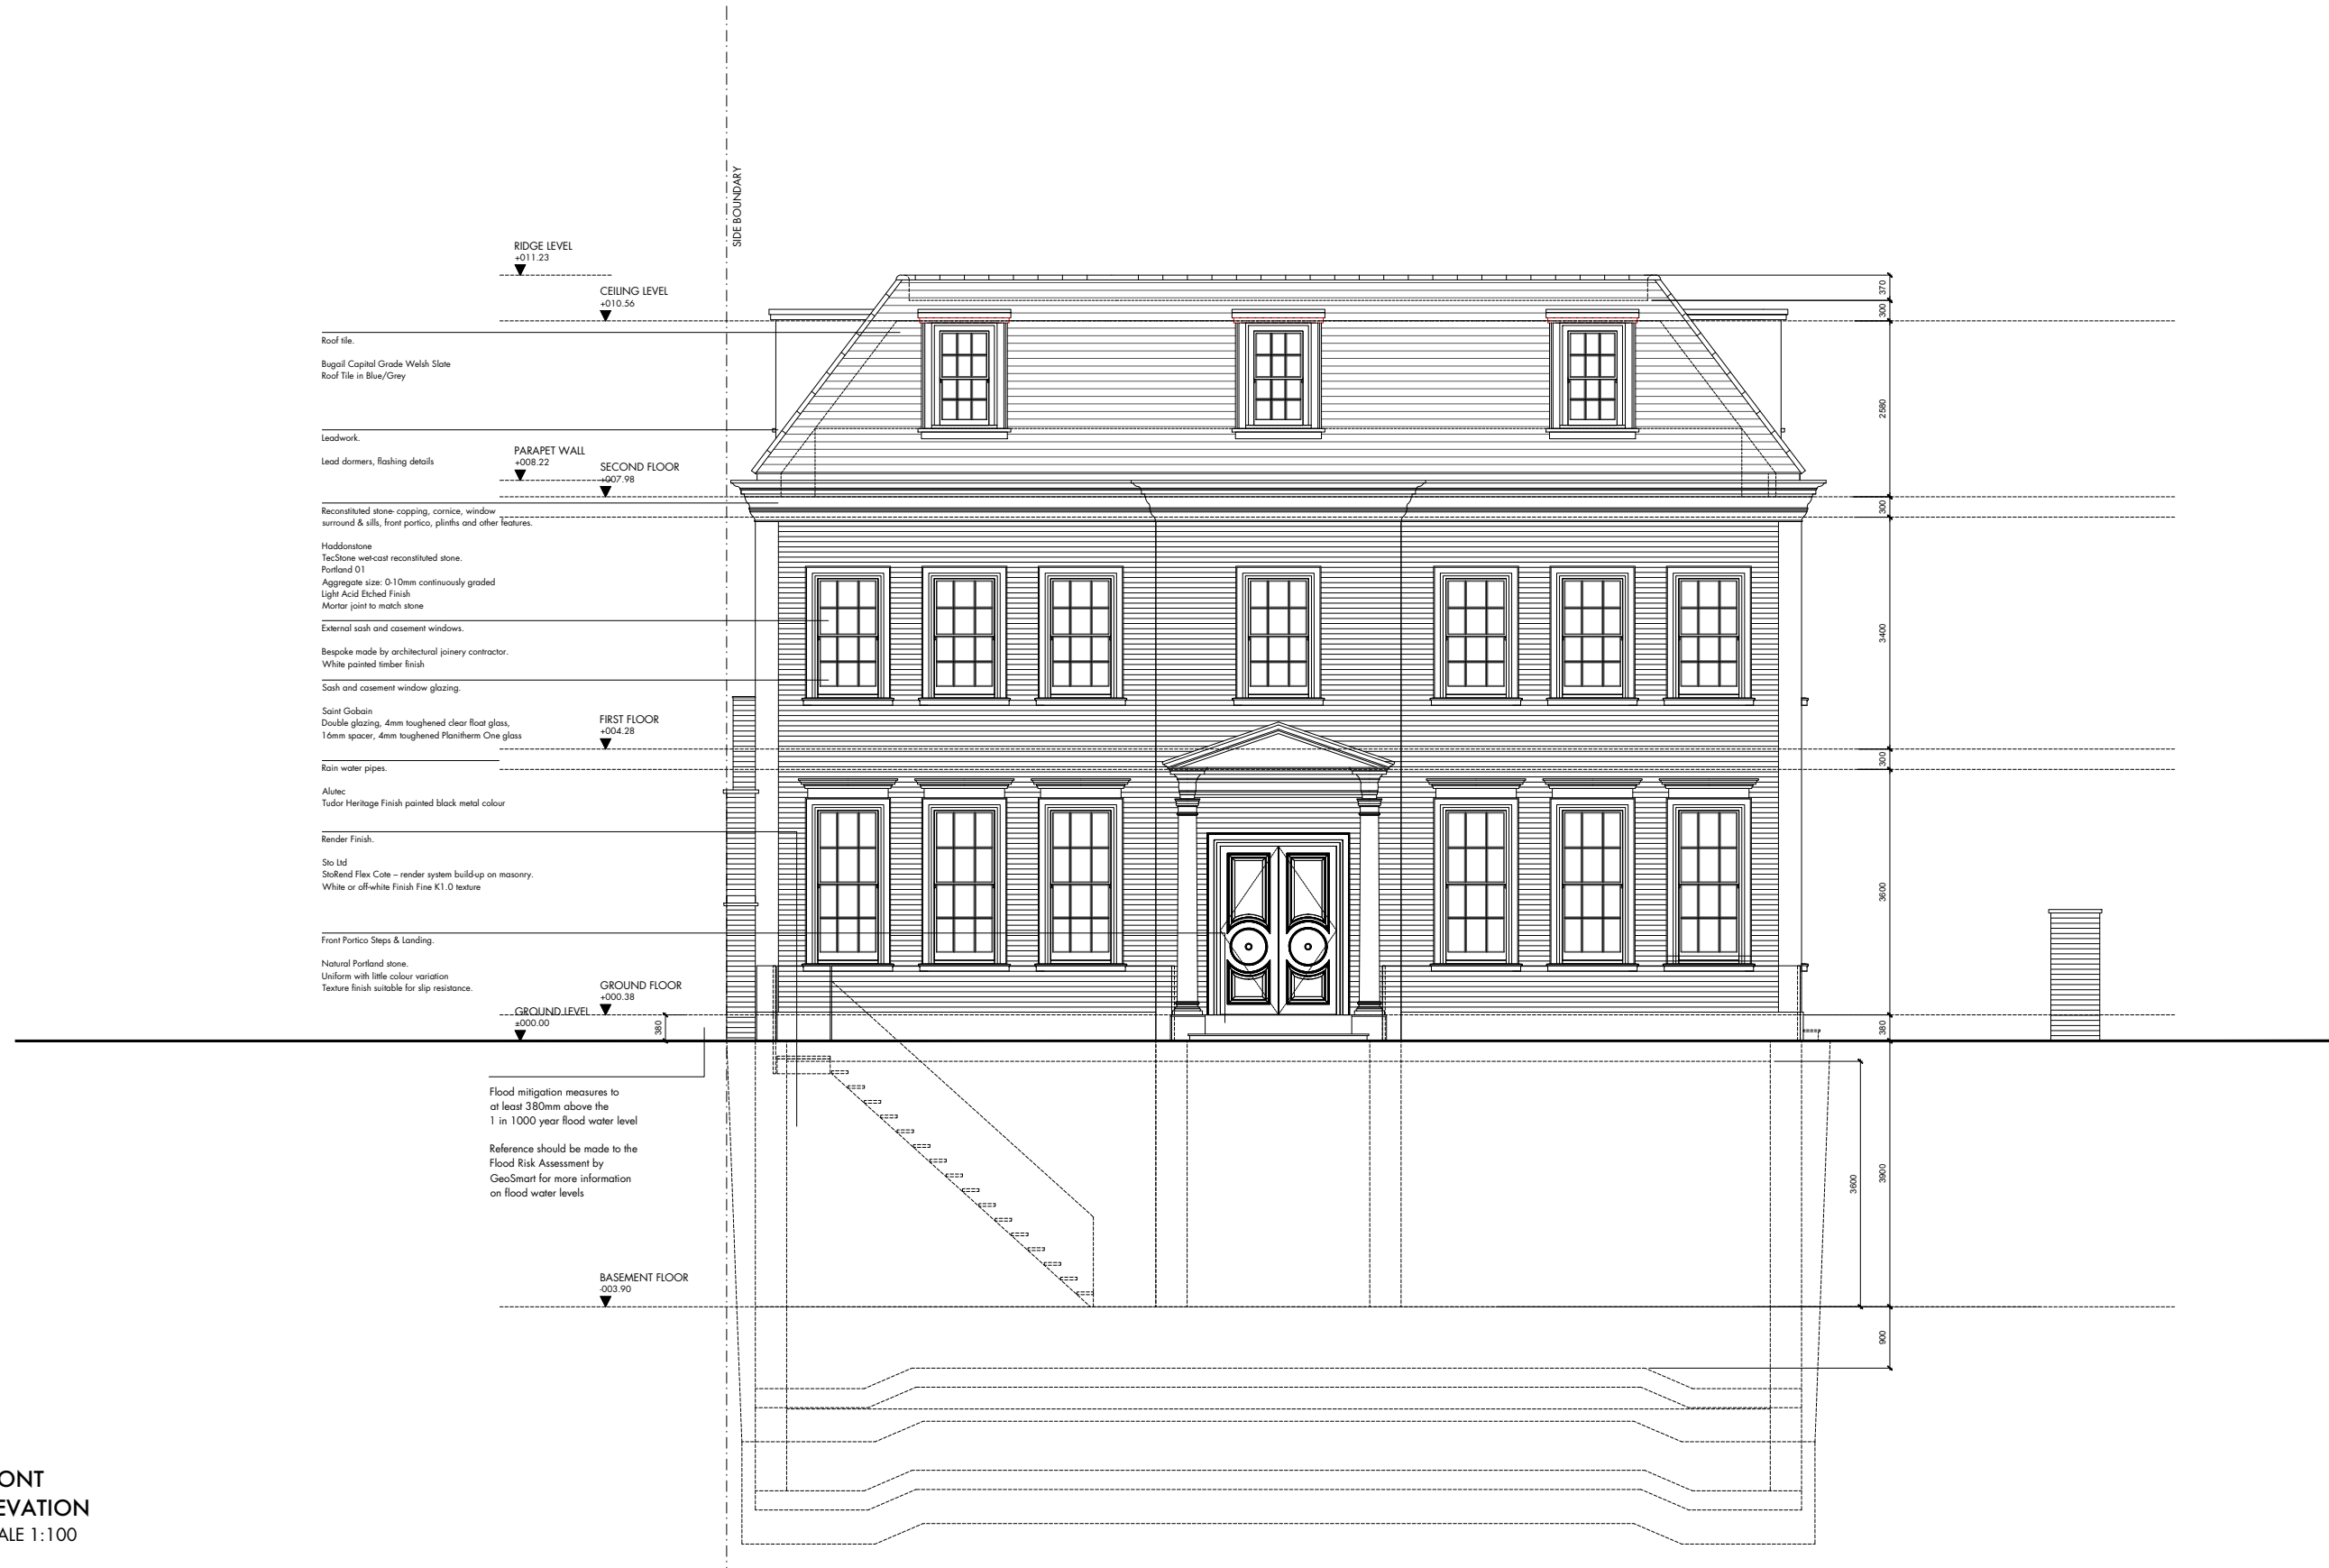 SIDE BOUNDARY
RIDGE LEVEL
+011.23
CEILING LEVEL
+010.56
Roof tile.
Bugail Capital Grade Welsh Slate
Roof Tile in Blue/Grey
Leadwork.
Lead dormers, flashing details
PARAPET WALL
+008.22
SECOND FLOOR
+007.98
Reconstituted stone- copping, cornice, window
surround & sills, front portico, plinths and other features.
Haddonstone
TecStone wet-cast reconstituted stone.
Portland 01
Aggregate size: 0-10mm continuously graded
Light Acid Etched Finish
Mortar joint to match stone
External sash and casement windows.
Bespoke made by architectural joinery contractor.
White painted timber finish
Sash and casement window glazing.
Saint Gobain
Double glazing, 4mm toughened clear float glass,
16mm spacer, 4mm toughened Planitherm One glass
FIRST FLOOR
+004.28
Rain water pipes.
Alutec
Tudor Heritage Finish painted black metal colour
Render Finish.
Sto Ltd
StoRend Flex Cote – render system build-up on masonry.
White or off-white Finish Fine K1.0 texture
Front Portico Steps & Landing.
Natural Portland stone.
Uniform with little colour variation
Texture finish suitable for slip resistance.
GROUND FLOOR
+000.38
GROUND LEVEL
±000.00
380
Flood mitigation measures to
at least 380mm above the
1 in 1000 year flood water level
Reference should be made to the
Flood Risk Assessment by
GeoSmart for more information
on flood water levels
BASEMENT FLOOR
-003.90
370
300
2580
300
3400
300
3600
380
3900
3600
900
ONT
EVATION
ALE 1:100